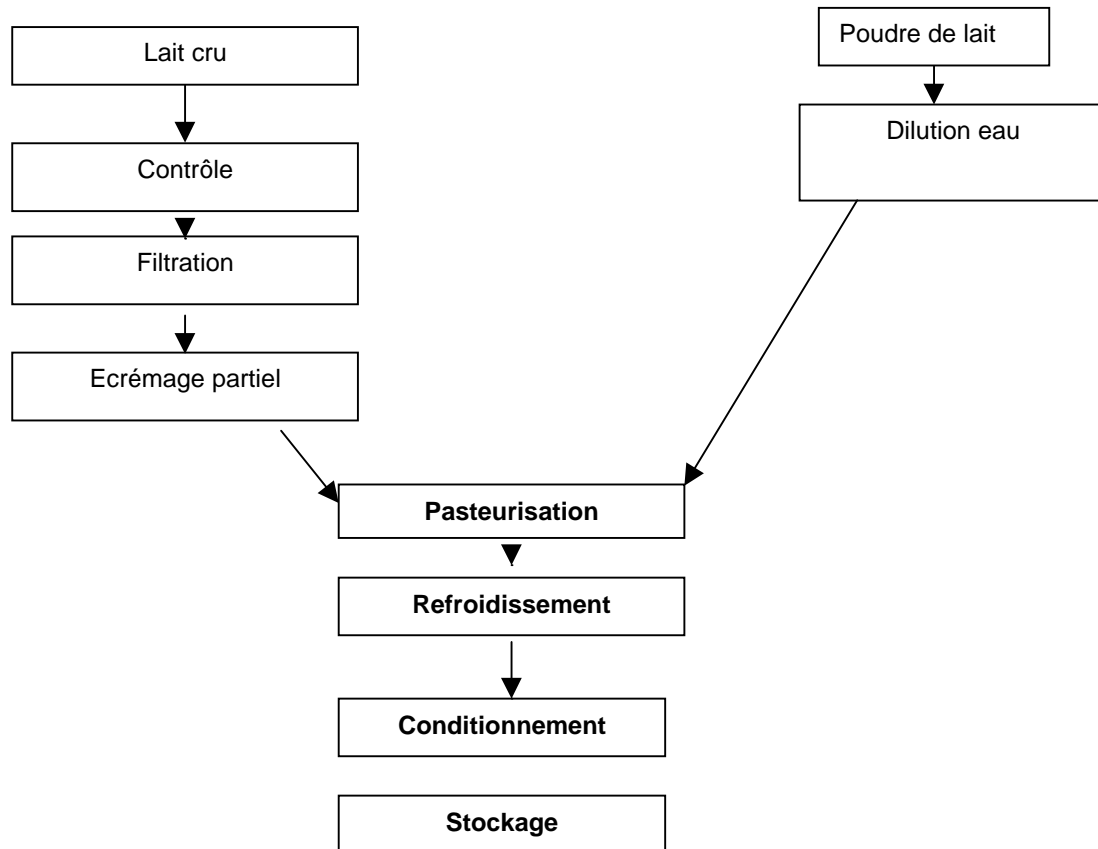 Lait cru
Contrôle
Filtration
Ecrémage partiel
Poudre de lait
Dilution eau
Pasteurisation
Refroidissement
Conditionnement
Stockage